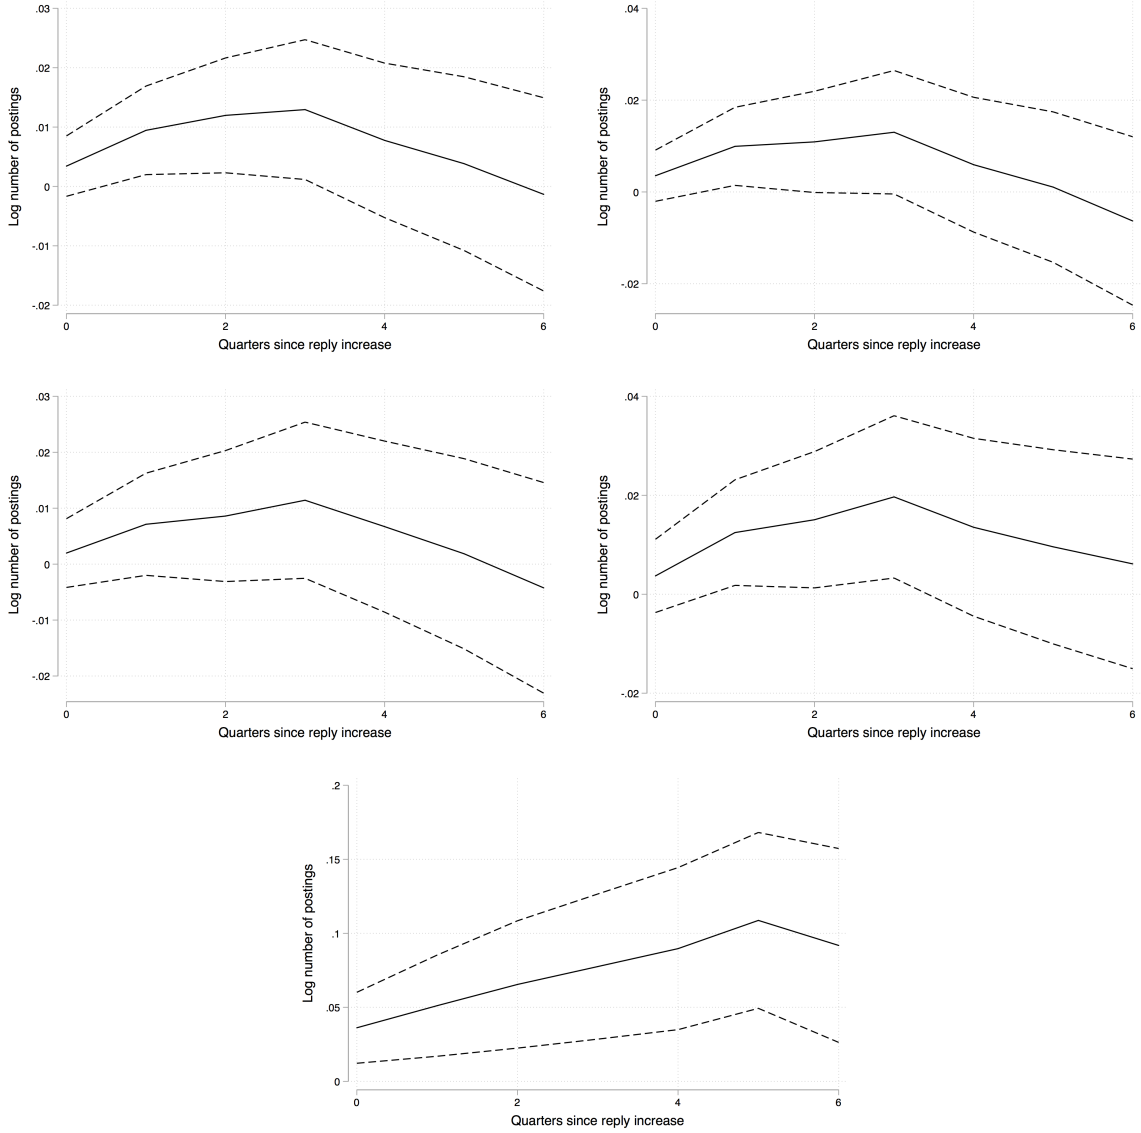 .03
.02
.01
0
-.01
-.02
Log number of postings
0 2 4 6
Quarters since reply increase
.04
.02
0
-.02
Log number of postings
0 2 4 6
Quarters since reply increase
.03
.02
.01
0
-.01
-.02
Log number of postings
0 2 4 6
Quarters since reply increase
.04
.02
0
-.02
Log number of postings
0 2 4 6
Quarters since reply increase
.2
.15
.1
.05
0
Log number of postings
0 2 4 6
Quarters since reply increase